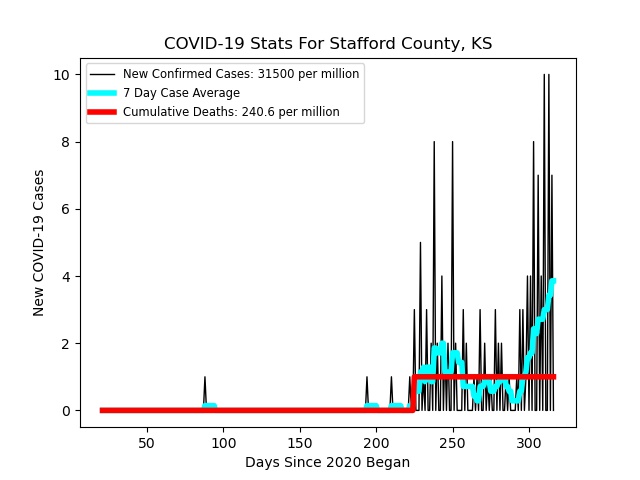 COVID-19 Stats For Stafford County, KS
New Confirmed Cases: 31500 per million
7 Day Case Average
Cumulative Deaths: 240.6 per million
New COVID-19 Cases
10
8
6
4
2
0
50 100 150 200 250 300
Days Since 2020 Began